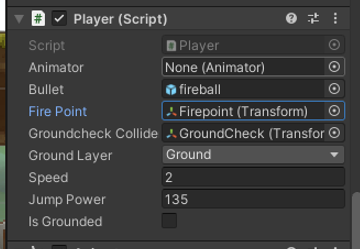 Player (Script)
Script Player
Animator None (Animator)
Bullet fireball
Fire Point Firepoint (Transform)
Groundcheck Collide GroundCheck (Transfor
Ground Layer Ground
Speed 2
Jump Power 135
Is Grounded